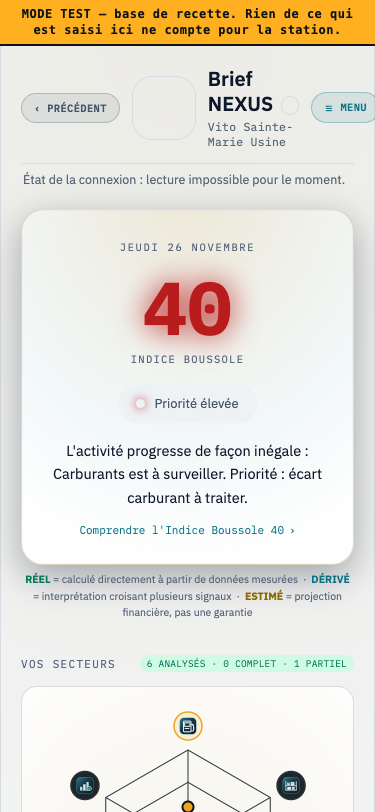 MODE TEST — base de recette. Rien de ce qui
est saisi ici ne compte pour la station.
‹ PRÉCÉDENT
Brief
NEXUS
Vito Sainte-
Marie Usine
≡ MENU
État de la connexion : lecture impossible pour le moment.
JEUDI 26 NOVEMBRE
40
INDICE BOUSSOLE
Priorité élevée
L'activité progresse de façon inégale :
Carburants est à surveiller. Priorité : écart
carburant à traiter.
Comprendre l'Indice Boussole 40 ›
RÉEL = calculé directement à partir de données mesurées · DÉRIVÉ
= interprétation croisant plusieurs signaux · ESTIMÉ = projection
financière, pas une garantie
VOS SECTEURS
6 ANALYSÉS · 0 COMPLET · 1 PARTIEL